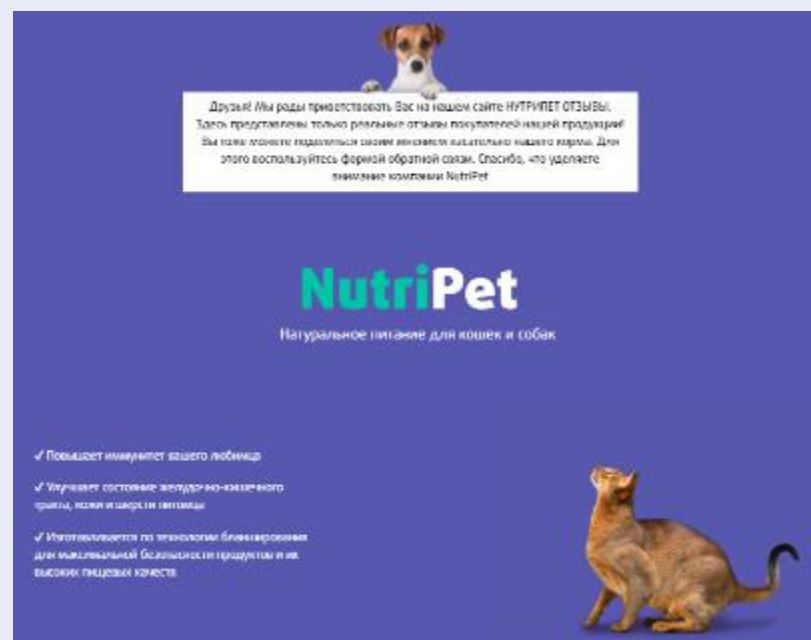 Друзья! Мы рады приветствовать Вас на нашем сайте НУТРИПЕТ ОТЗЫВЫ.
Здесь представлены только реальные отзывы покупателей нашей продукции!
Вы тоже можете поделиться своим мнением касательно нашего корма. Для
этого воспользуйтесь формой обратной связи. Спасибо, что уделяете
внимание компании NutriPet
NutriPet
Натуральное питание для кошек и собак
✓ Повышает иммунитет вашего любимца
✓ Улучшает состояние желудочно-кишечного
тракта, кожи и шерсти питомца
✓ Изготавливается по технологии бланширования
для максимальной безопасности продуктов и их
высоких пищевых качеств